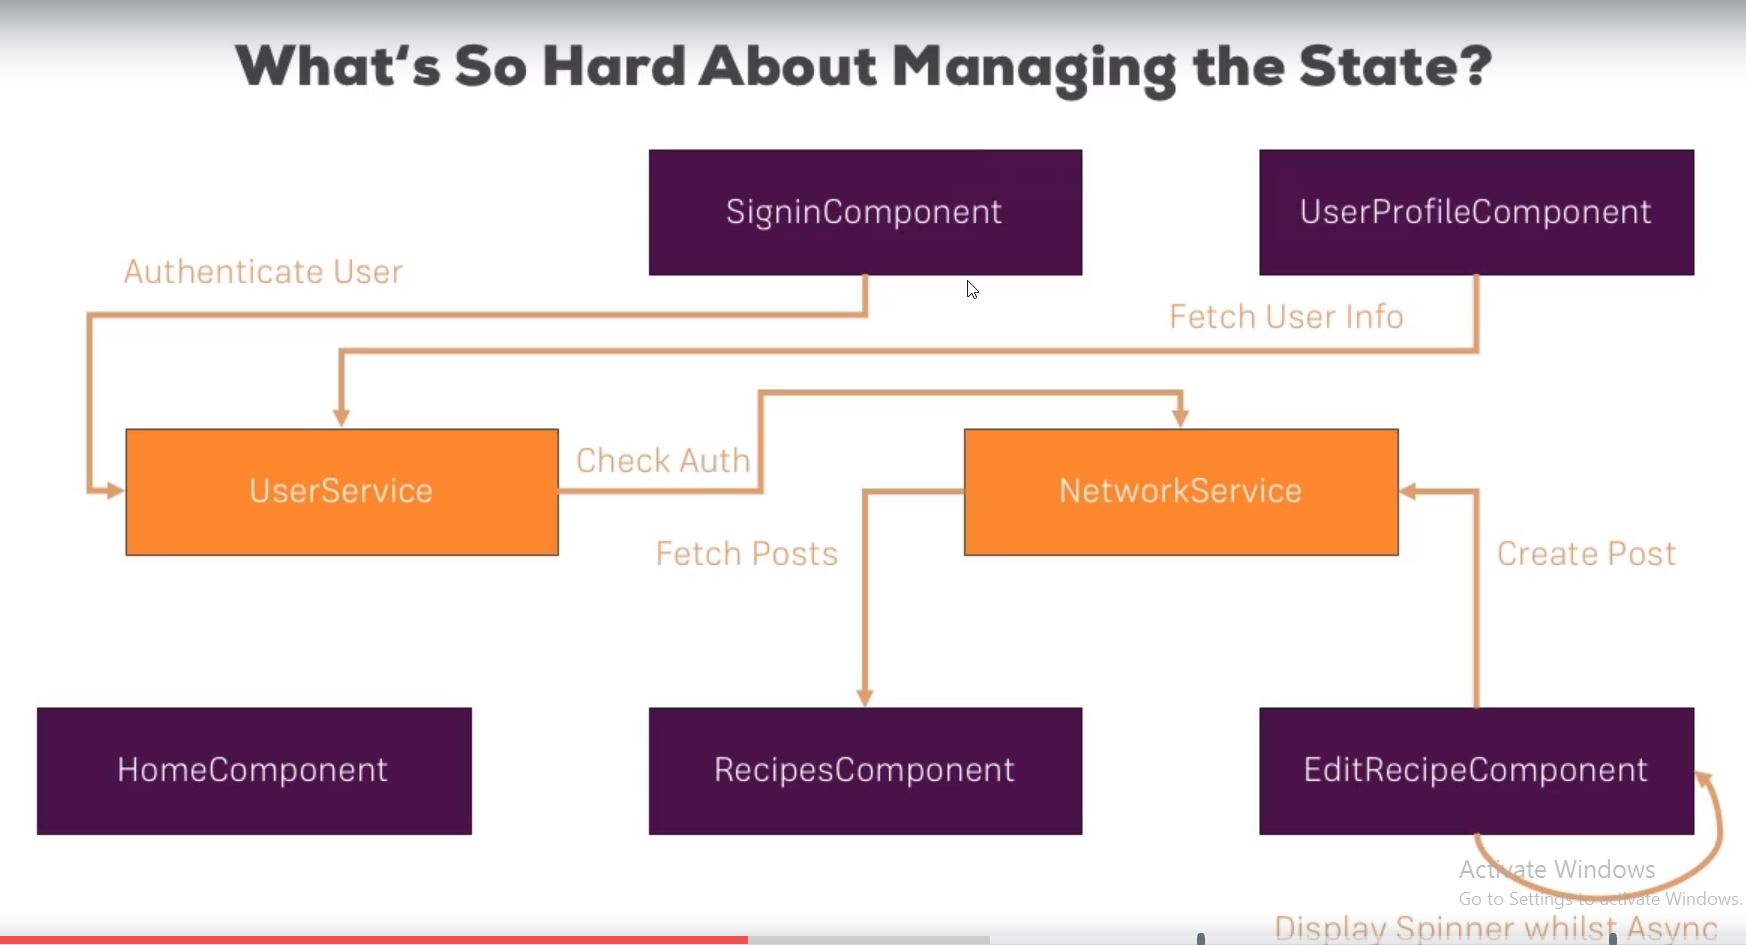 What‘s So Hard About Managing the State?
SigninComponent
UserProfileComponent
Authenticate User
Fetch User Info
Check Auth
UserService
NetworkService
Fetch Posts
Create Post
HomeComponent
RecipesComponent
EditRecipeComponent
Activate Windows
Go to Settings to activate Windows.
Display Spinner whilst Async